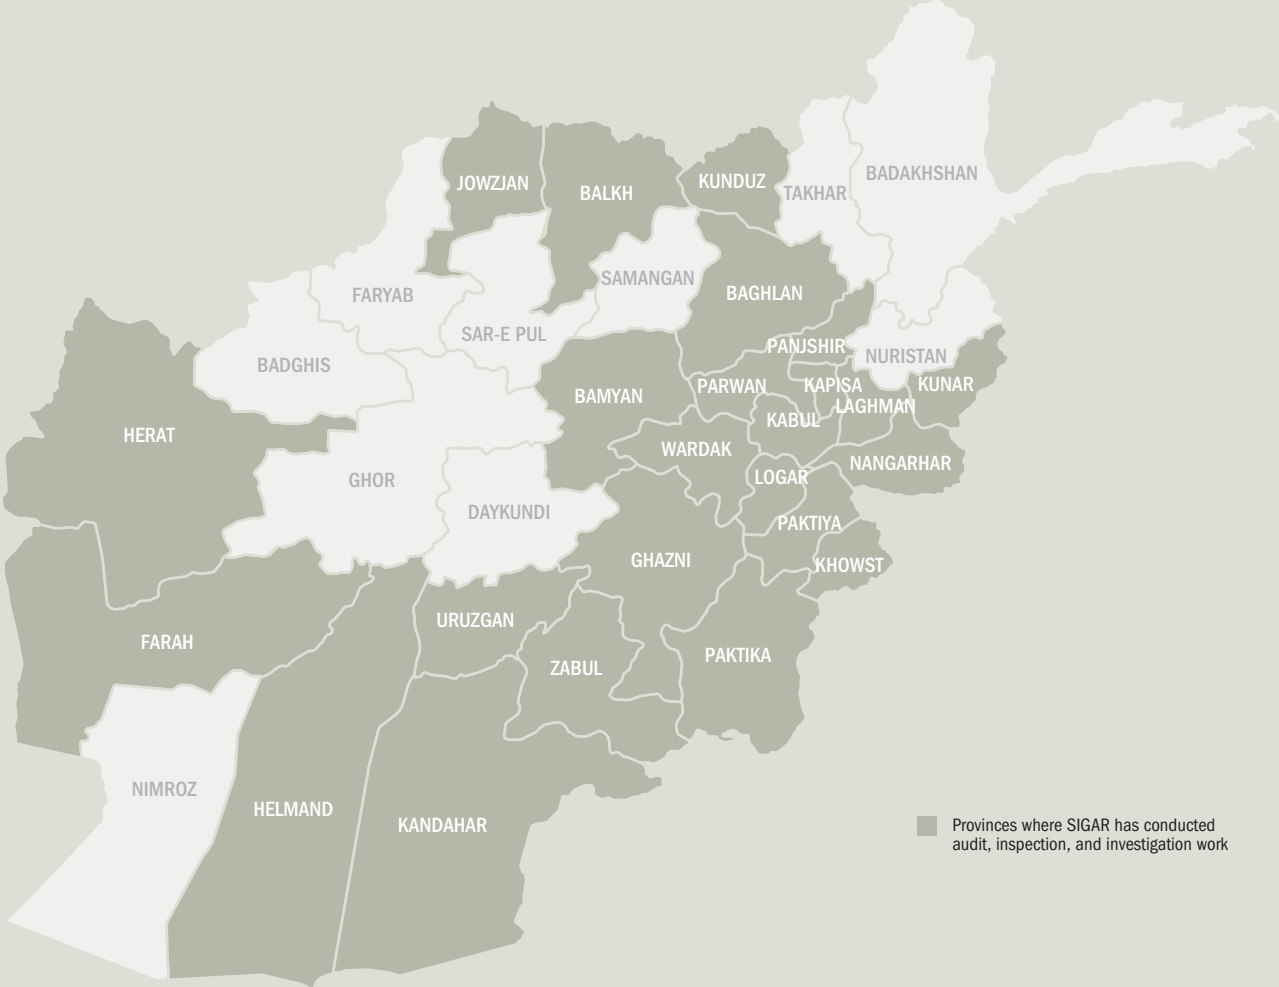 BADAKHSHAN
JOWZJAN
BALKH
KUNDUZ
TAKHAR
SAMANGAN
BAGHLAN
FARYAB
SAR-E PUL
PANJSHIR
NURISTAN
BADGHIS
PARWAN
KAPISA
KUNAR
BAMYAN
LAGHMAN
KABUL
HERAT
WARDAK
NANGARHAR
GHOR
LOGAR
DAYKUNDI
PAKTIYA
GHAZNI
KHOWST
URUZGAN
FARAH
PAKTIKA
ZABUL
NIMROZ
HELMAND
KANDAHAR
Provinces where SIGAR has conducted
audit, inspection, and investigation work